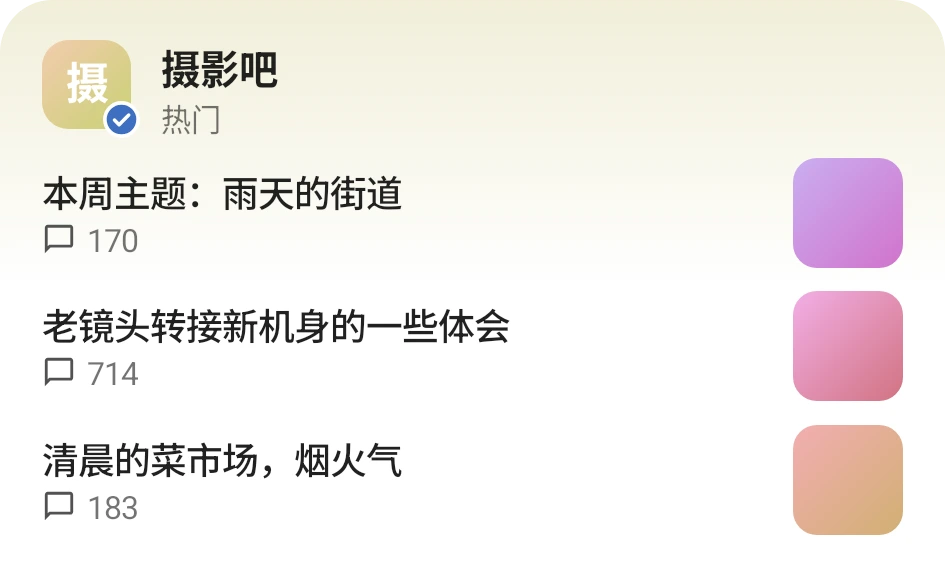 摄
摄影吧
热门
本周主题：雨天的街道
170
老镜头转接新机身的一些体会
714
清晨的菜市场，烟火气
183